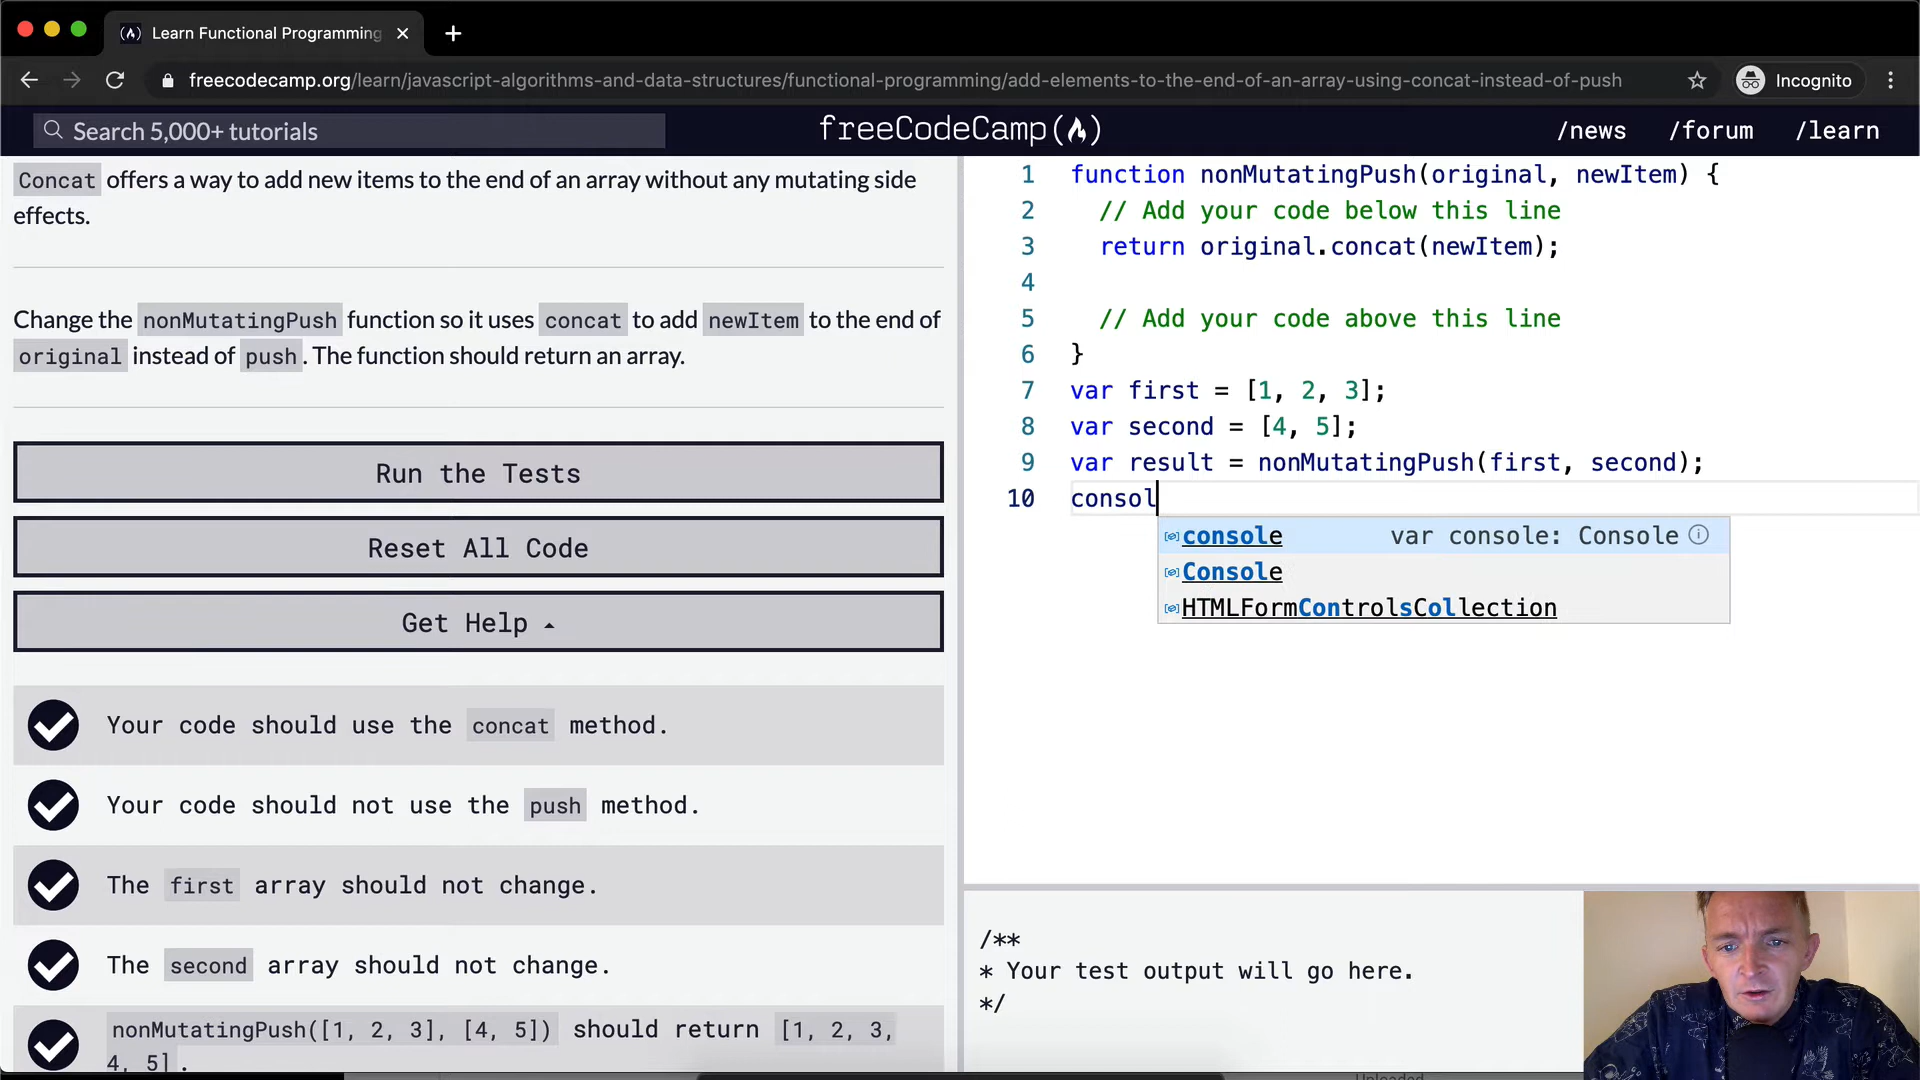 Learn Functional Programming
freecodecamp.org/learn/javascript-algorithms-and-data-structures/functional-programming/add-elements-to-the-end-of-an-array-using-concat-instead-of-push
Incognito
Search 5,000+ tutorials
freeCodeCamp
/news /forum /learn
Concat offers a way to add new items to the end of an array without any mutating side
effects.
Change the nonMutatingPush function so it uses concat to add newItem to the end of
original instead of push. The function should return an array.
Run the Tests
Reset All Code
Get Help
Your code should use the concat method.
Your code should not use the push method.
The first array should not change.
The second array should not change.
nonMutatingPush([1, 2, 3], [4, 5]) should return [1, 2, 3,
4, 5].
1 function nonMutatingPush(original, newItem) {
2 // Add your code below this line
3 return original.concat(newItem);
4
5 // Add your code above this line
6 }
7 var first = [1, 2, 3];
8 var second = [4, 5];
9 var result = nonMutatingPush(first, second);
10 consol
console var console: Console
Console
HTMLFormControlsCollection
/**
* Your test output will go here.
*/